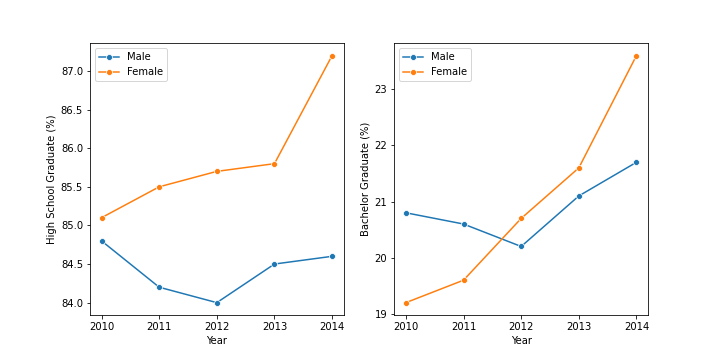 Male
Female
High School Graduate (%)
87.0
86.5
86.0
85.5
85.0
84.5
84.0
2010 2011 2012 2013 2014
Year
Male
Female
Bachelor Graduate (%)
23
22
21
20
19
2010 2011 2012 2013 2014
Year